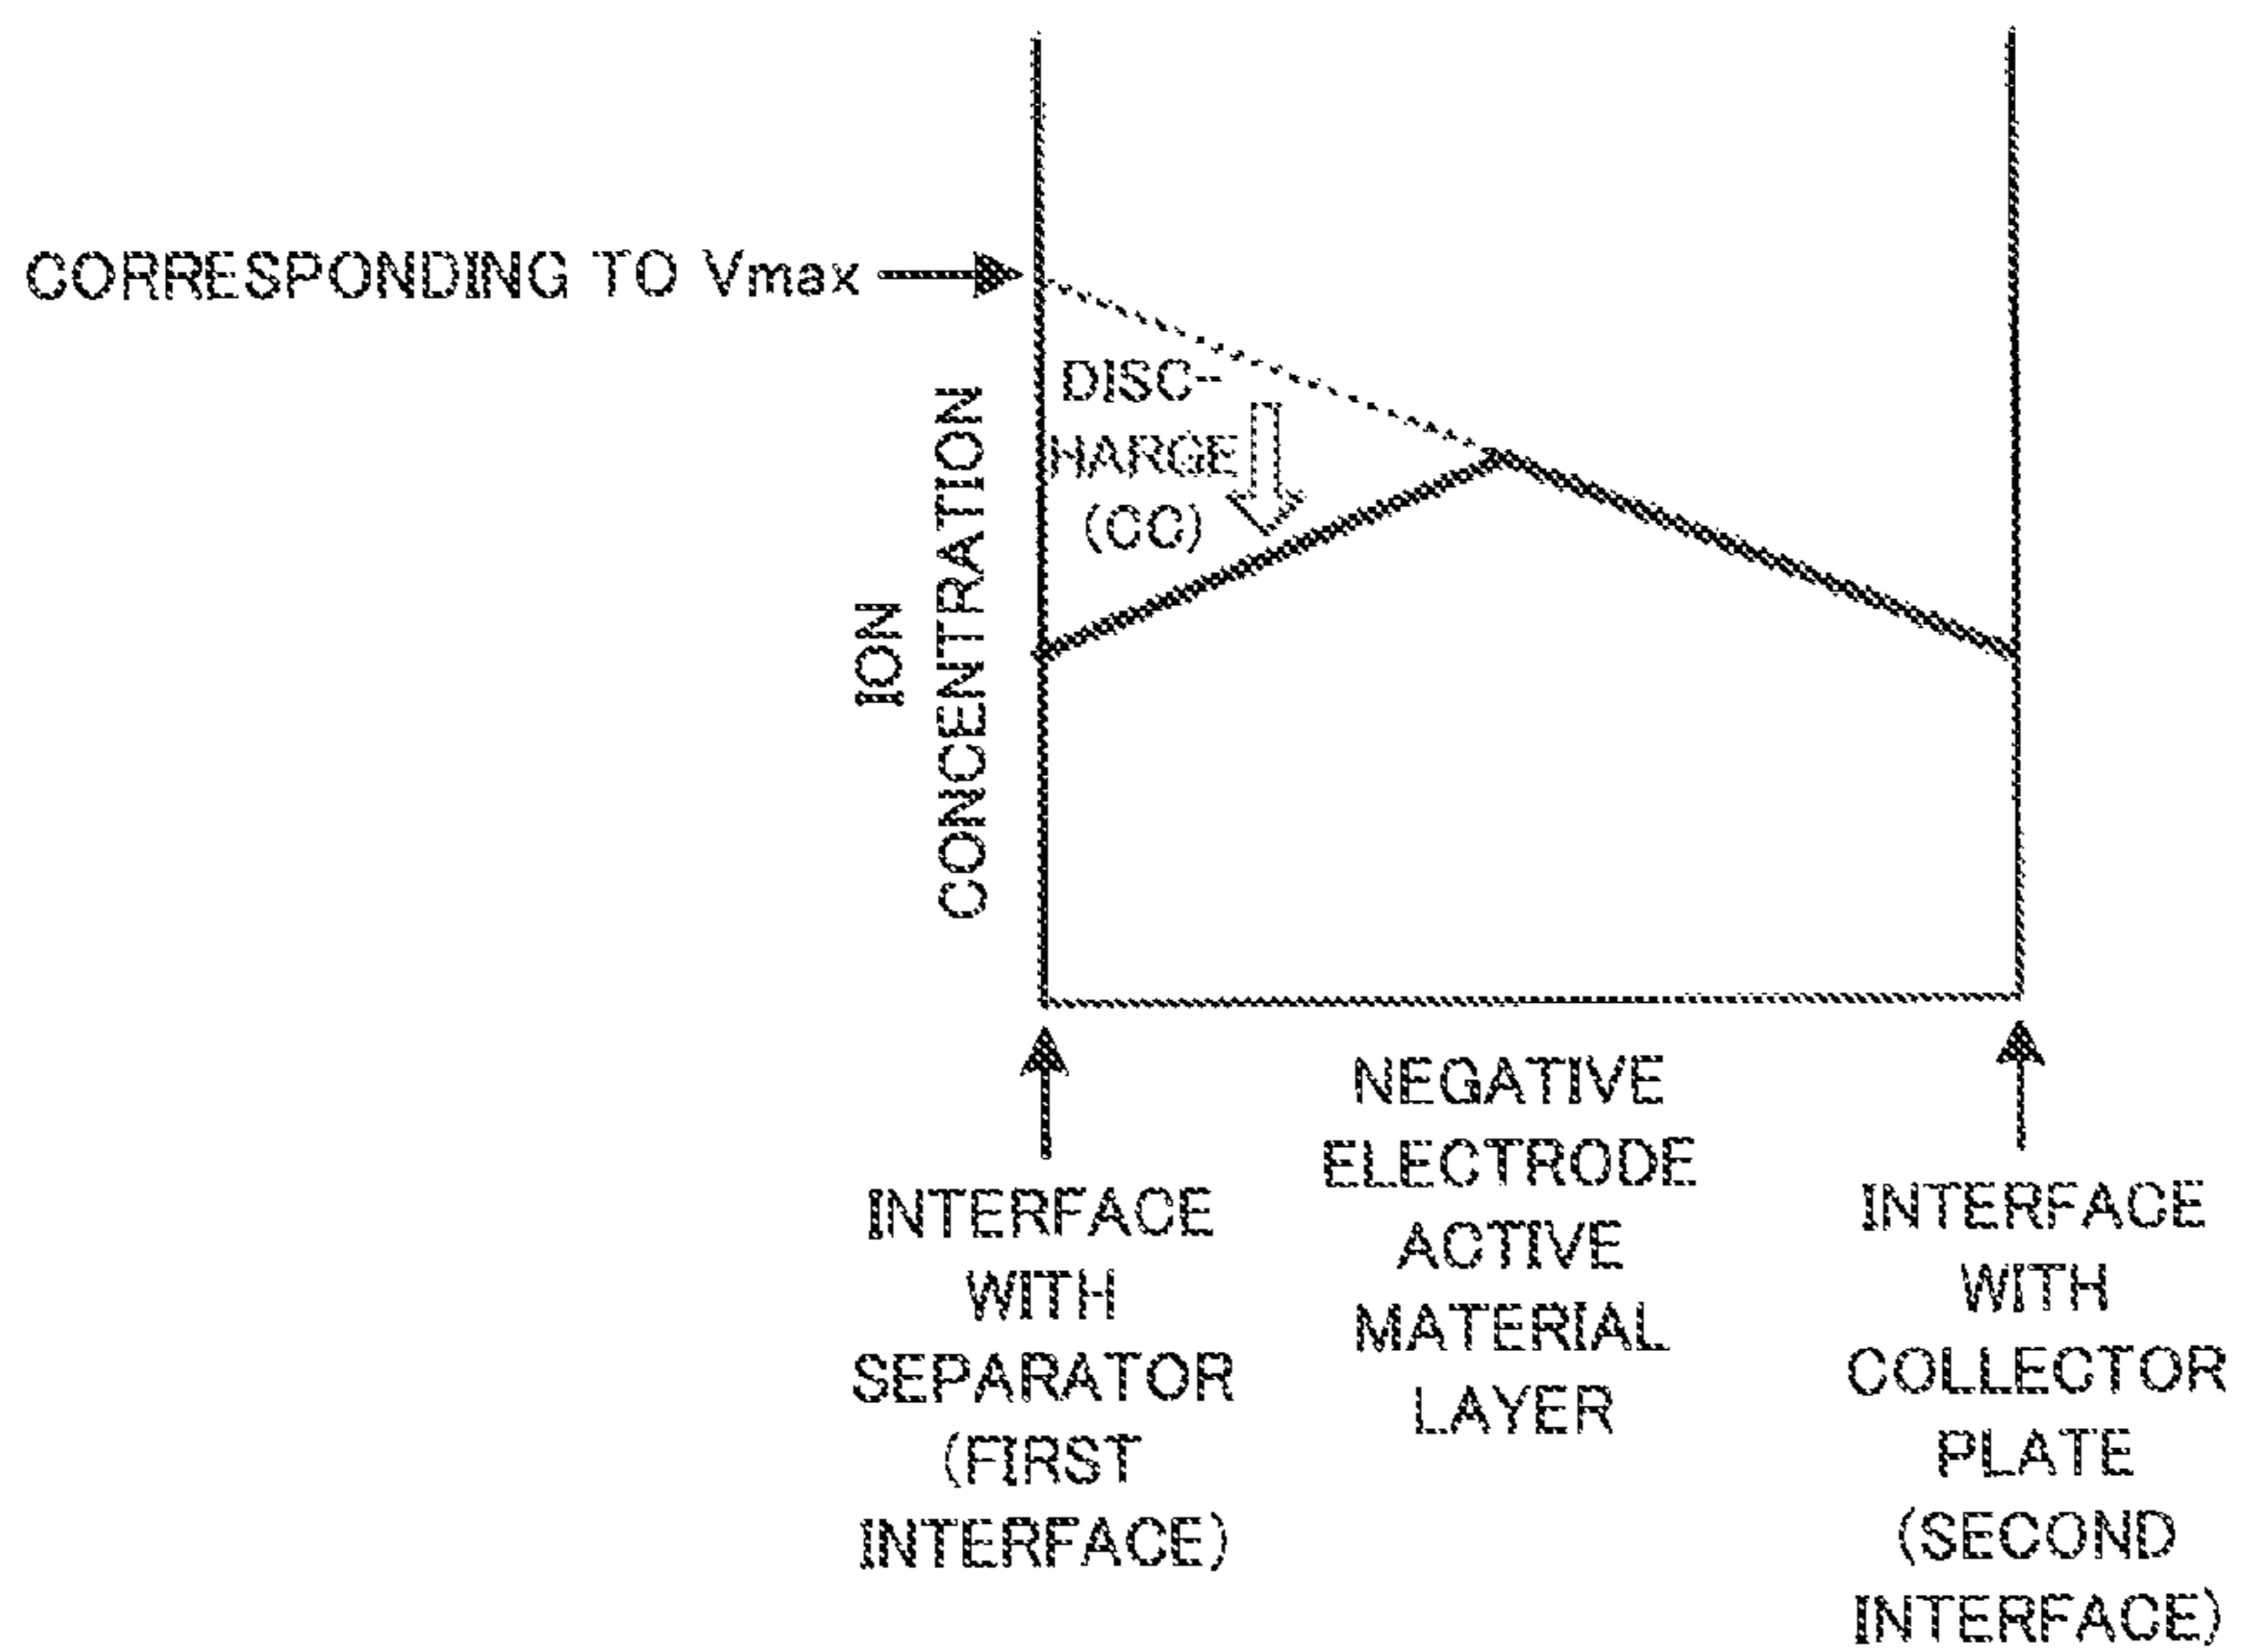 CORRESPONDING TO Vmax
DISC-
HARGE
(CC)
ION
CONCENTRATION
INTERFACE
WITH
SEPARATOR
(FIRST
INTERFACE)
NEGATIVE
ELECTRODE
ACTIVE
MATERIAL
LAYER
INTERFACE
WITH
COLLECTOR
PLATE
(SECOND
INTERFACE)